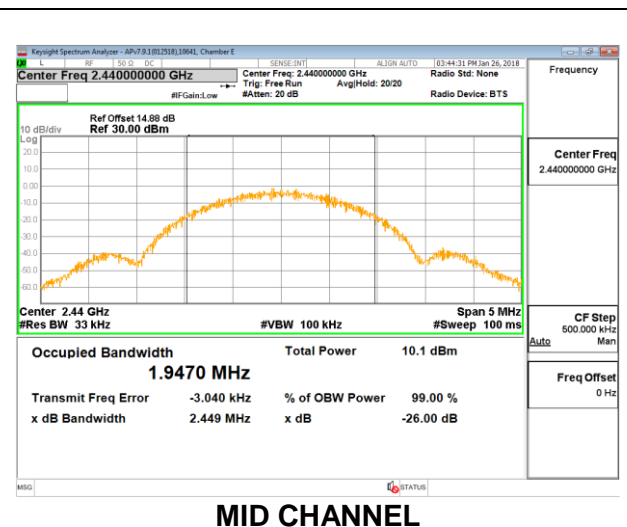 Keysight Spectrum Analyzer - APv7.9.1(012518),10641, Chamber E
L RF 50 Ω DC SENSE:INT ALIGN AUTO 03:44:31 PM Jan 26, 2018
Center Freq 2.440000000 GHz
Center Freq: 2.440000000 GHz
Radio Std: None
Trig: Free Run Avg|Hold: 20/20
#IFGain:Low #Atten: 20 dB Radio Device: BTS
Frequency
Ref Offset 14.88 dB
10 dB/div Ref 30.00 dBm
Log
20.0
10.0
0.00
-10.0
-20.0
-30.0
-40.0
-50.0
-60.0
Center 2.44 GHz Span 5 MHz
#Res BW 33 kHz #VBW 100 kHz #Sweep 100 ms
Center Freq
2.440000000 GHz
CF Step
500.000 kHz
Auto Man
Freq Offset
0 Hz
Occupied Bandwidth Total Power 10.1 dBm
1.9470 MHz
Transmit Freq Error -3.040 kHz % of OBW Power 99.00 %
x dB Bandwidth 2.449 MHz x dB -26.00 dB
MSG STATUS
MID CHANNEL